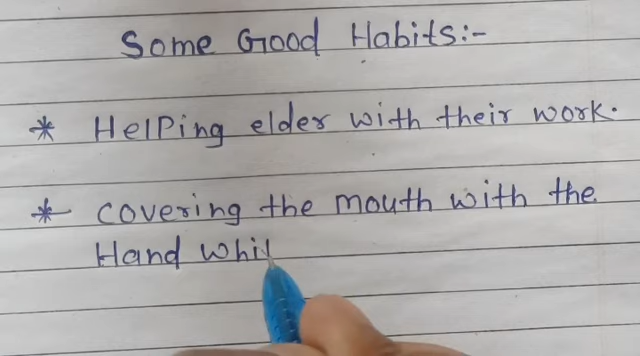 Some Good Habits:-
* Helping elder with their work.
* Covering the mouth with the
Hand whil